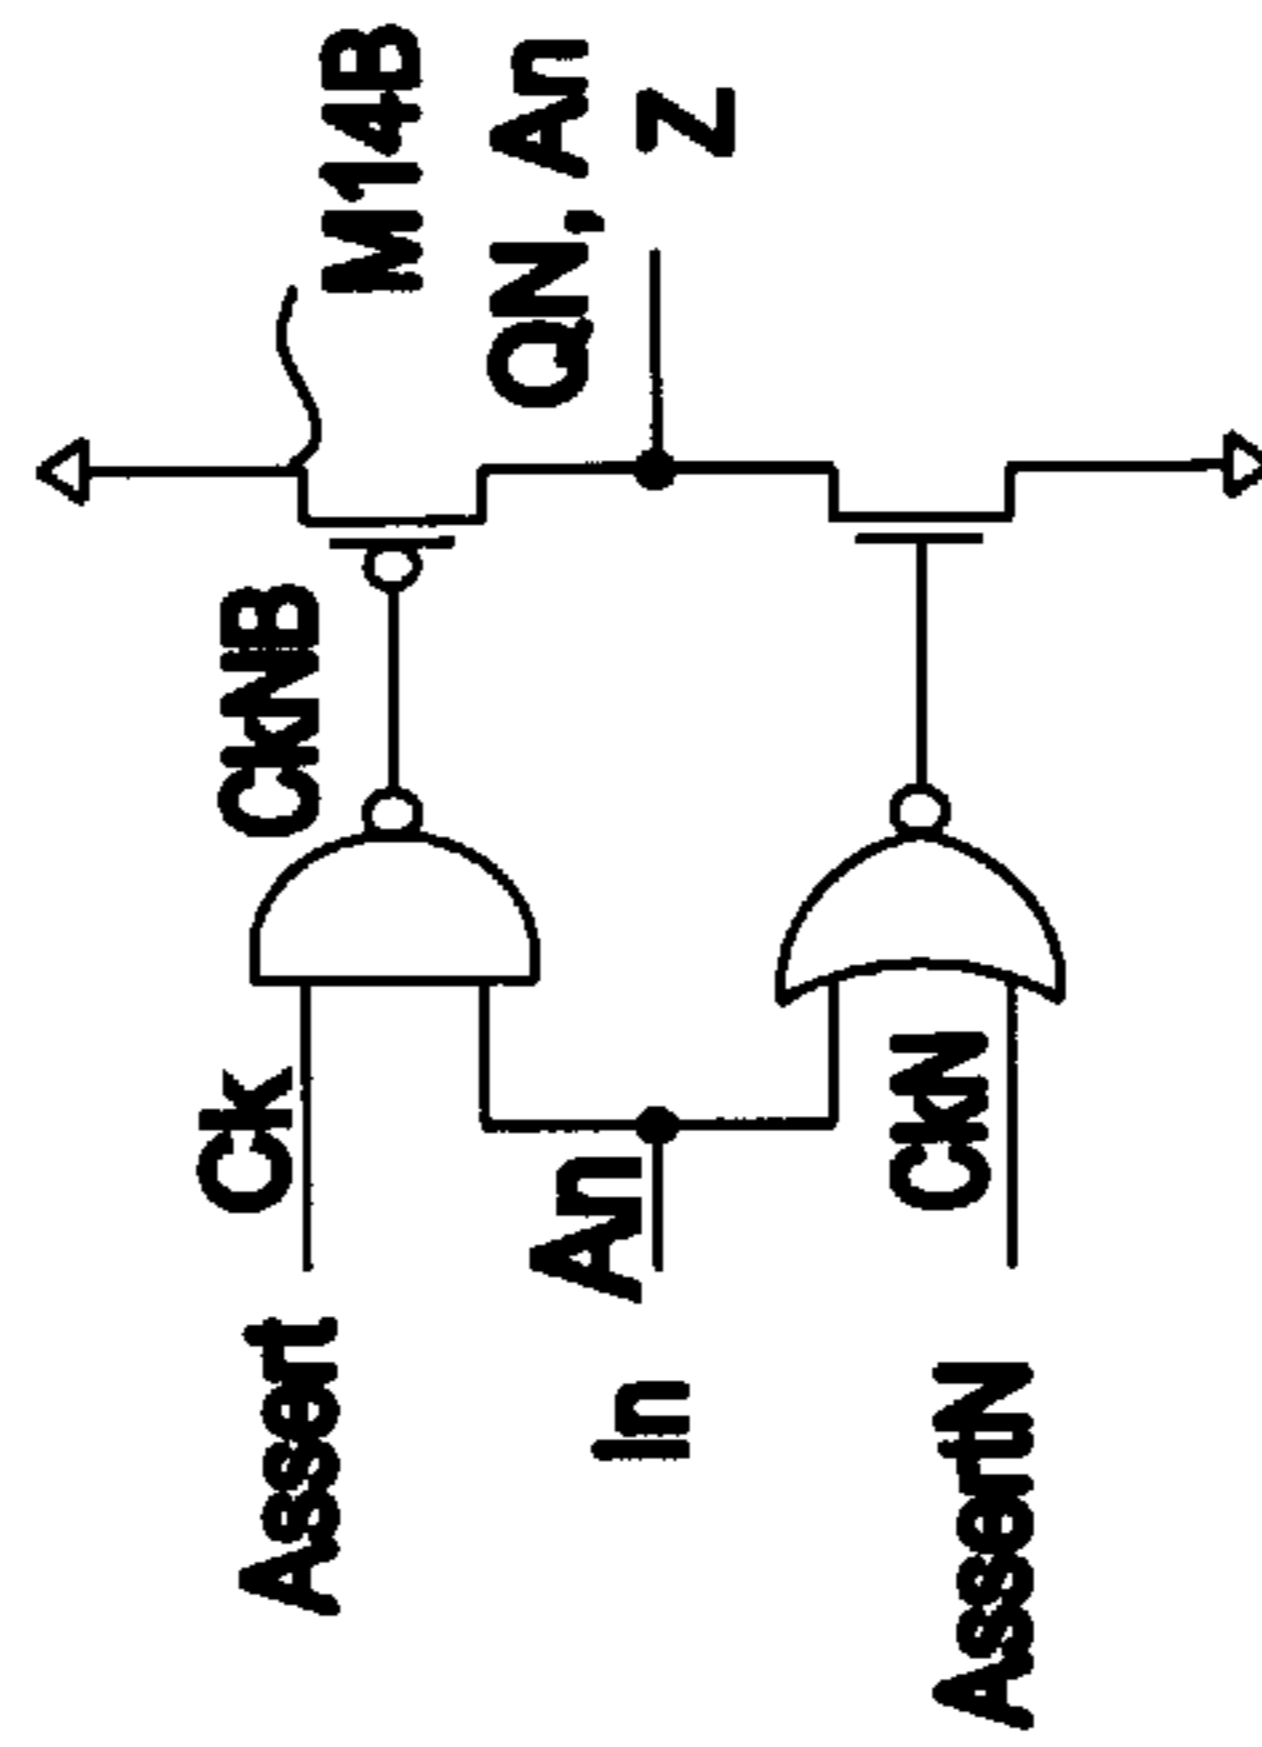 Ck
CkNB
Assert
M14B
QN, An
An
In
Z
CkN
AssertN